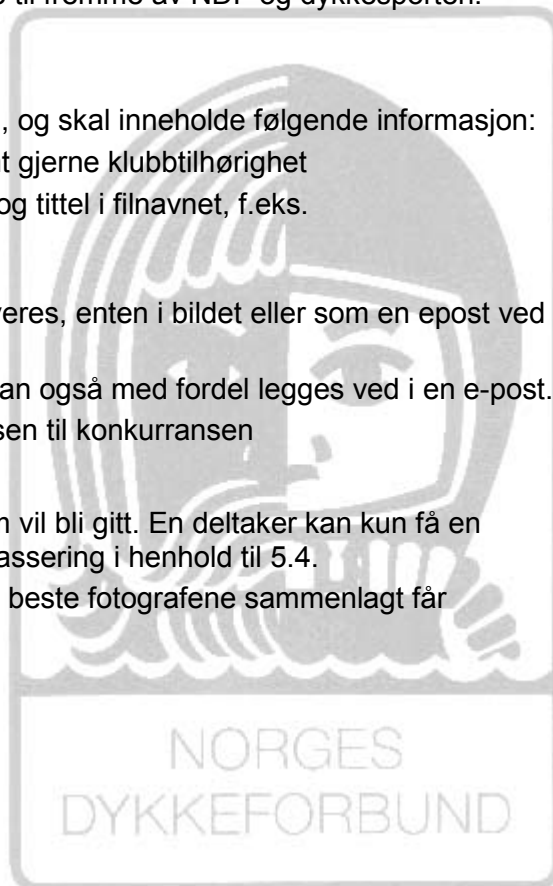 til fremme av NDF og dykkesporten.
, og skal inneholde følgende informasjon:
t gjerne klubbtilhørighet
og tittel i filnavnet, f.eks.
eres, enten i bildet eller som en epost ved
an også med fordel legges ved i en e-post.
sen til konkurransen
vil bli gitt. En deltaker kan kun få en
assering i henhold til 5.4.
beste fotografene sammenlagt får
NORGES
DYKKEFORBUND